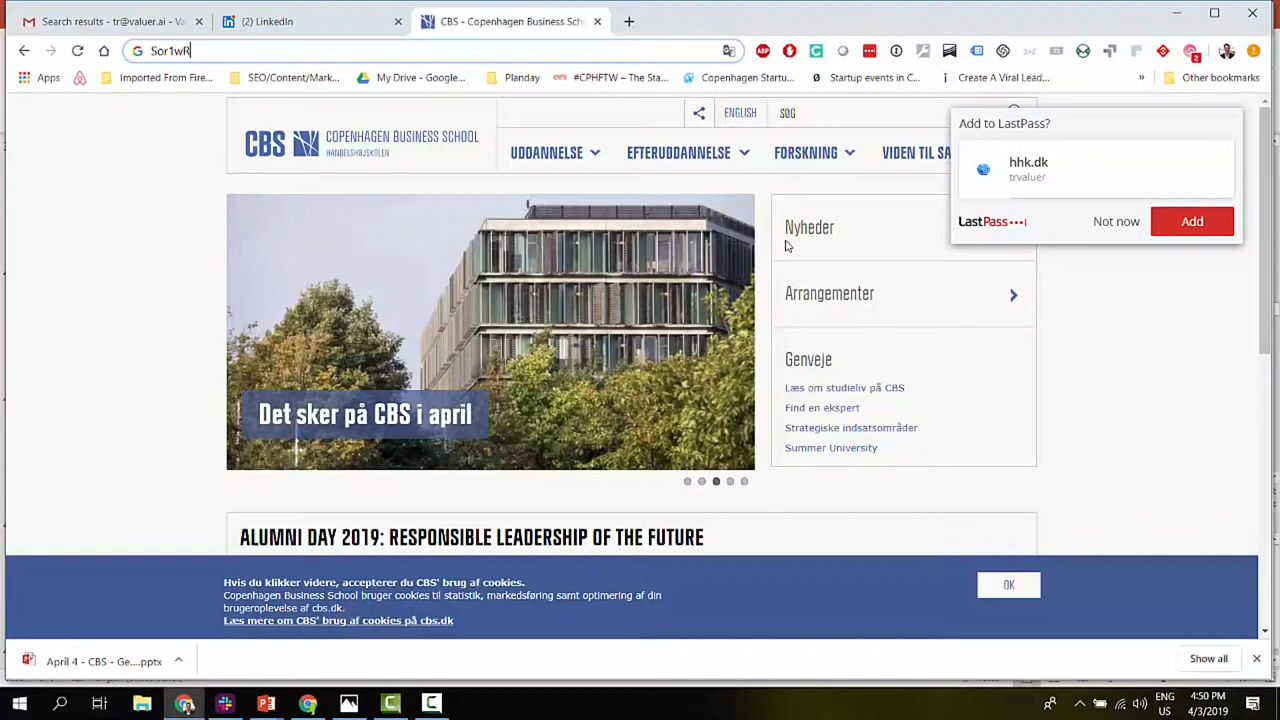 Search results - tr@valuer.ai - Va
(2) LinkedIn
CBS - Copenhagen Business Sch
Sor1wR
Apps
Imported From Fire...
SEO/Content/Mark...
My Drive - Google...
Planday
#CPHFTW – The Sta...
Copenhagen Startu...
Startup events in C...
Create A Viral Lead...
Other bookmarks
CBS COPENHAGEN BUSINESS SCHOOL
HANDELSHØJSKOLEN
ENGLISH
SØG
UDDANNELSE
EFTERUDDANNELSE
FORSKNING
VIDEN TIL SA
Add to LastPass?
hhk.dk
trvaluer
LastPass
Not now
Add
Nyheder
Arrangementer
Genveje
Læs om studieliv på CBS
Find en ekspert
Strategiske indsatsområder
Summer University
Det sker på CBS i april
ALUMNI DAY 2019: RESPONSIBLE LEADERSHIP OF THE FUTURE
Hvis du klikker videre, accepterer du CBS' brug af cookies.
Copenhagen Business School bruger cookies til statistik, markedsføring samt optimering af din
brugeroplevelse af cbs.dk.
Læs mere om CBS' brug af cookies på cbs.dk
OK
April 4 - CBS - Ge....pptx
Show all
ENG
US
4:50 PM
4/3/2019